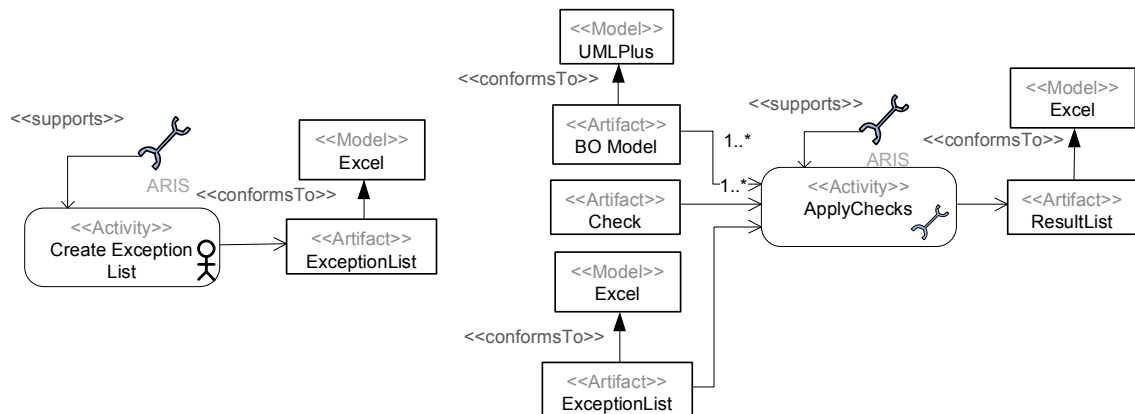 <<supports>>
ARIS
<<Activity>>
Create Exception
List
<<conformsTo>>
<<Model>>
Excel
<<Artifact>>
ExceptionList
<<Model>>
UMLPlus
<<conformsTo>>
<<Artifact>>
BO Model
1..*
<<Artifact>>
Check
1..*
<<Model>>
Excel
<<conformsTo>>
<<Artifact>>
ExceptionList
<<supports>>
ARIS
<<Activity>>
ApplyChecks
<<Model>>
Excel
<<conformsTo>>
<<Artifact>>
ResultList